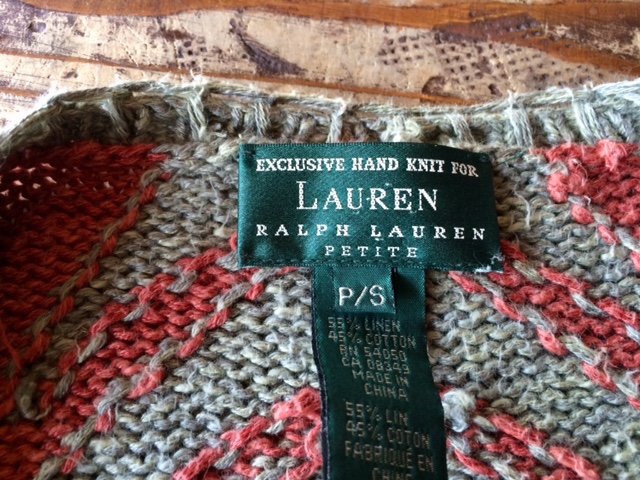 EXCLUSIVE HAND KNIT FOR
LAUREN
RALPH LAUREN
PETITE
P/S
55% LINEN
45% COTTON
RN 54050
CA 08349
MADE IN
CHINA
55% LIN
45% COTON
FABRIQUÉ EN